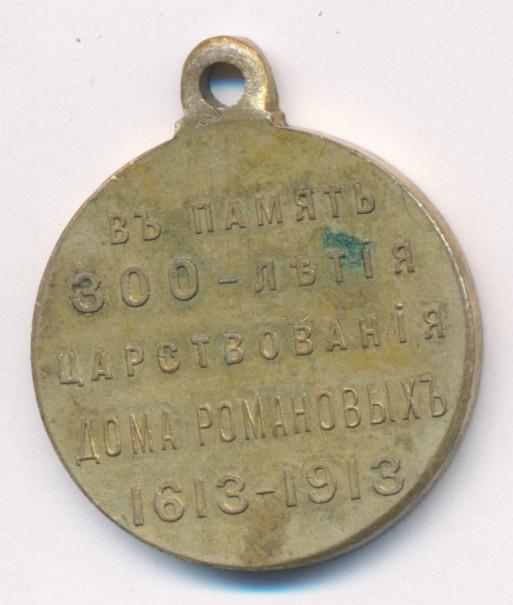 ВЪ ПАМЯТЬ
300-ЛѢТІЯ
ЦАРСТВОВАНІЯ
ДОМА РОМАНОВЫХЪ
1613-1913